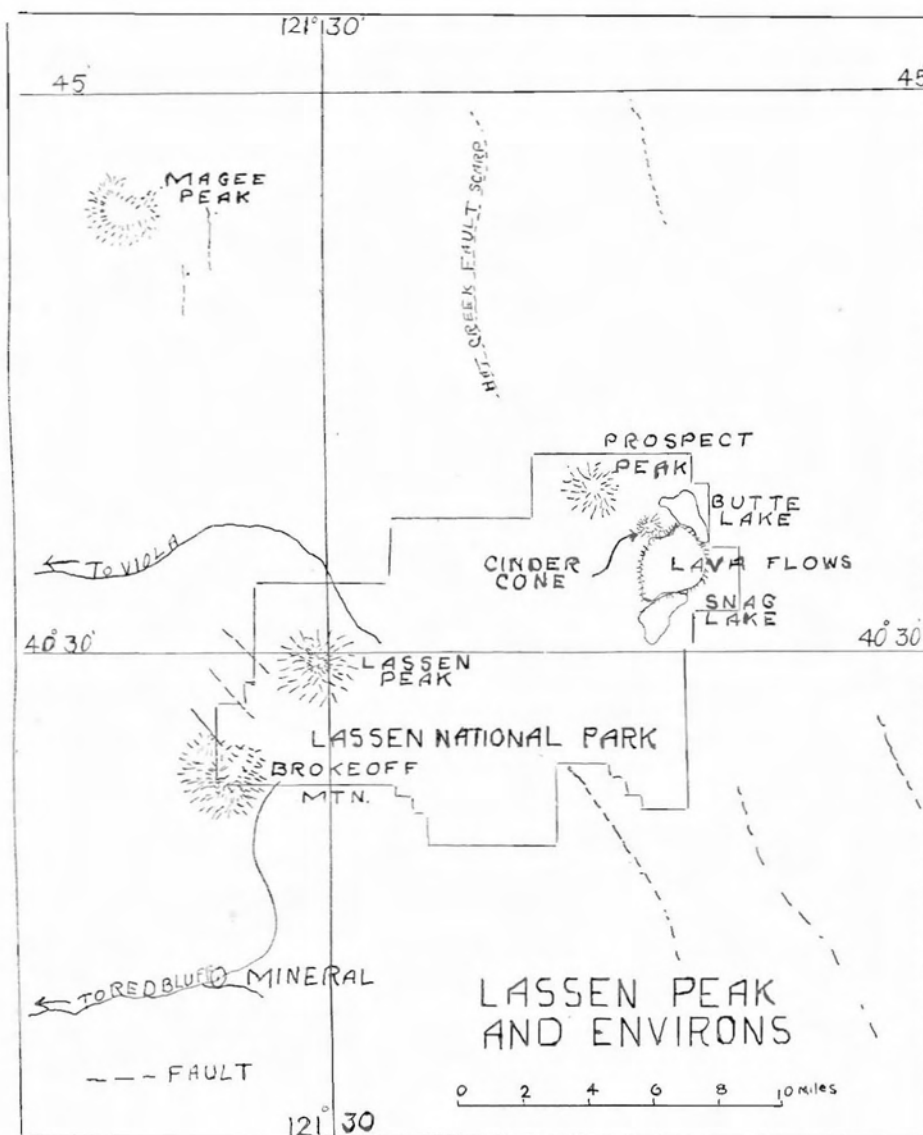 121°30'
45
45
MAGEE
PEAK
HAT CREEK FAULT SCARP
PROSPECT
PEAK
BUTTE
LAKE
TO VIOLA
CINDER
CONE
LAVA FLOWS
SNAG
LAKE
40°30'
40°30'
LASSEN
PEAK
LASSEN NATIONAL PARK
BROKEOFF
MTN.
TO RED BLUFF
MINERAL
LASSEN PEAK
AND ENVIRONS
--- FAULT
0 2 4 6 8 10 MILES
121°30